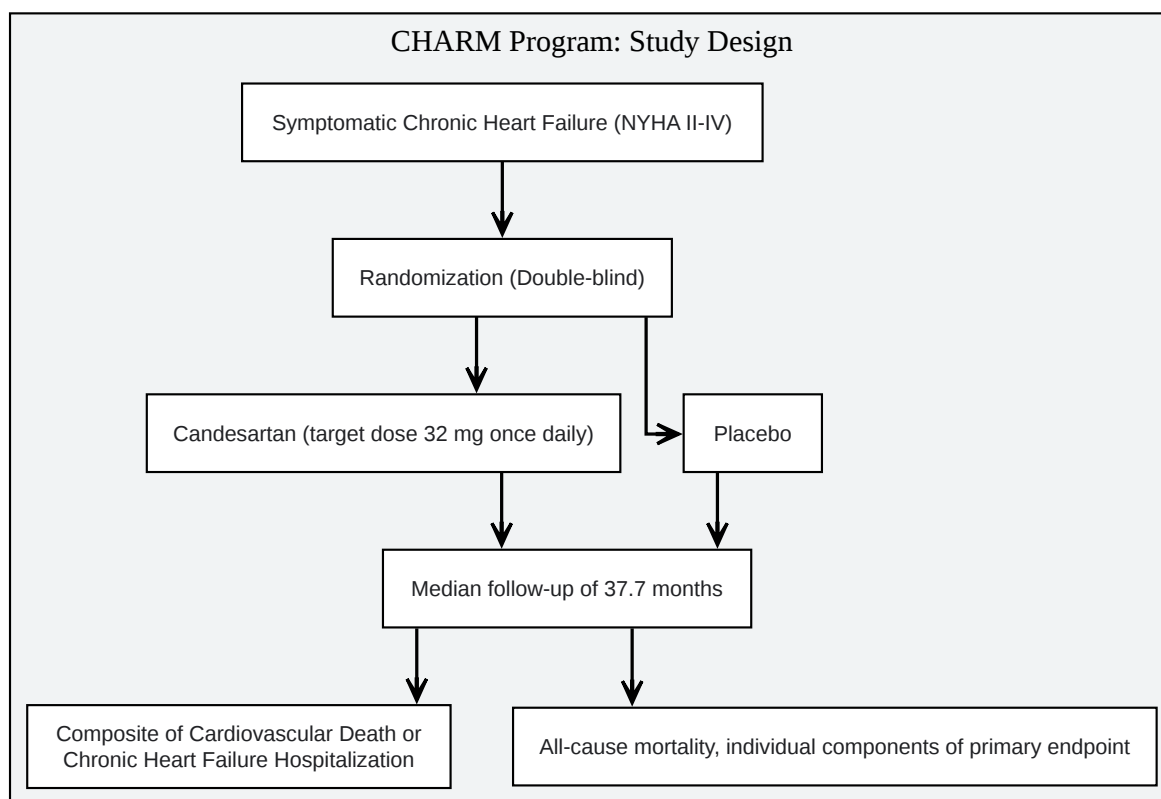 CHARM Program: Study Design
Symptomatic Chronic Heart Failure (NYHA II-IV)
Randomization (Double-blind)
Candesartan (target dose 32 mg once daily)
Placebo
Median follow-up of 37.7 months
Composite of Cardiovascular Death or
Chronic Heart Failure Hospitalization
All-cause mortality, individual components of primary endpoint